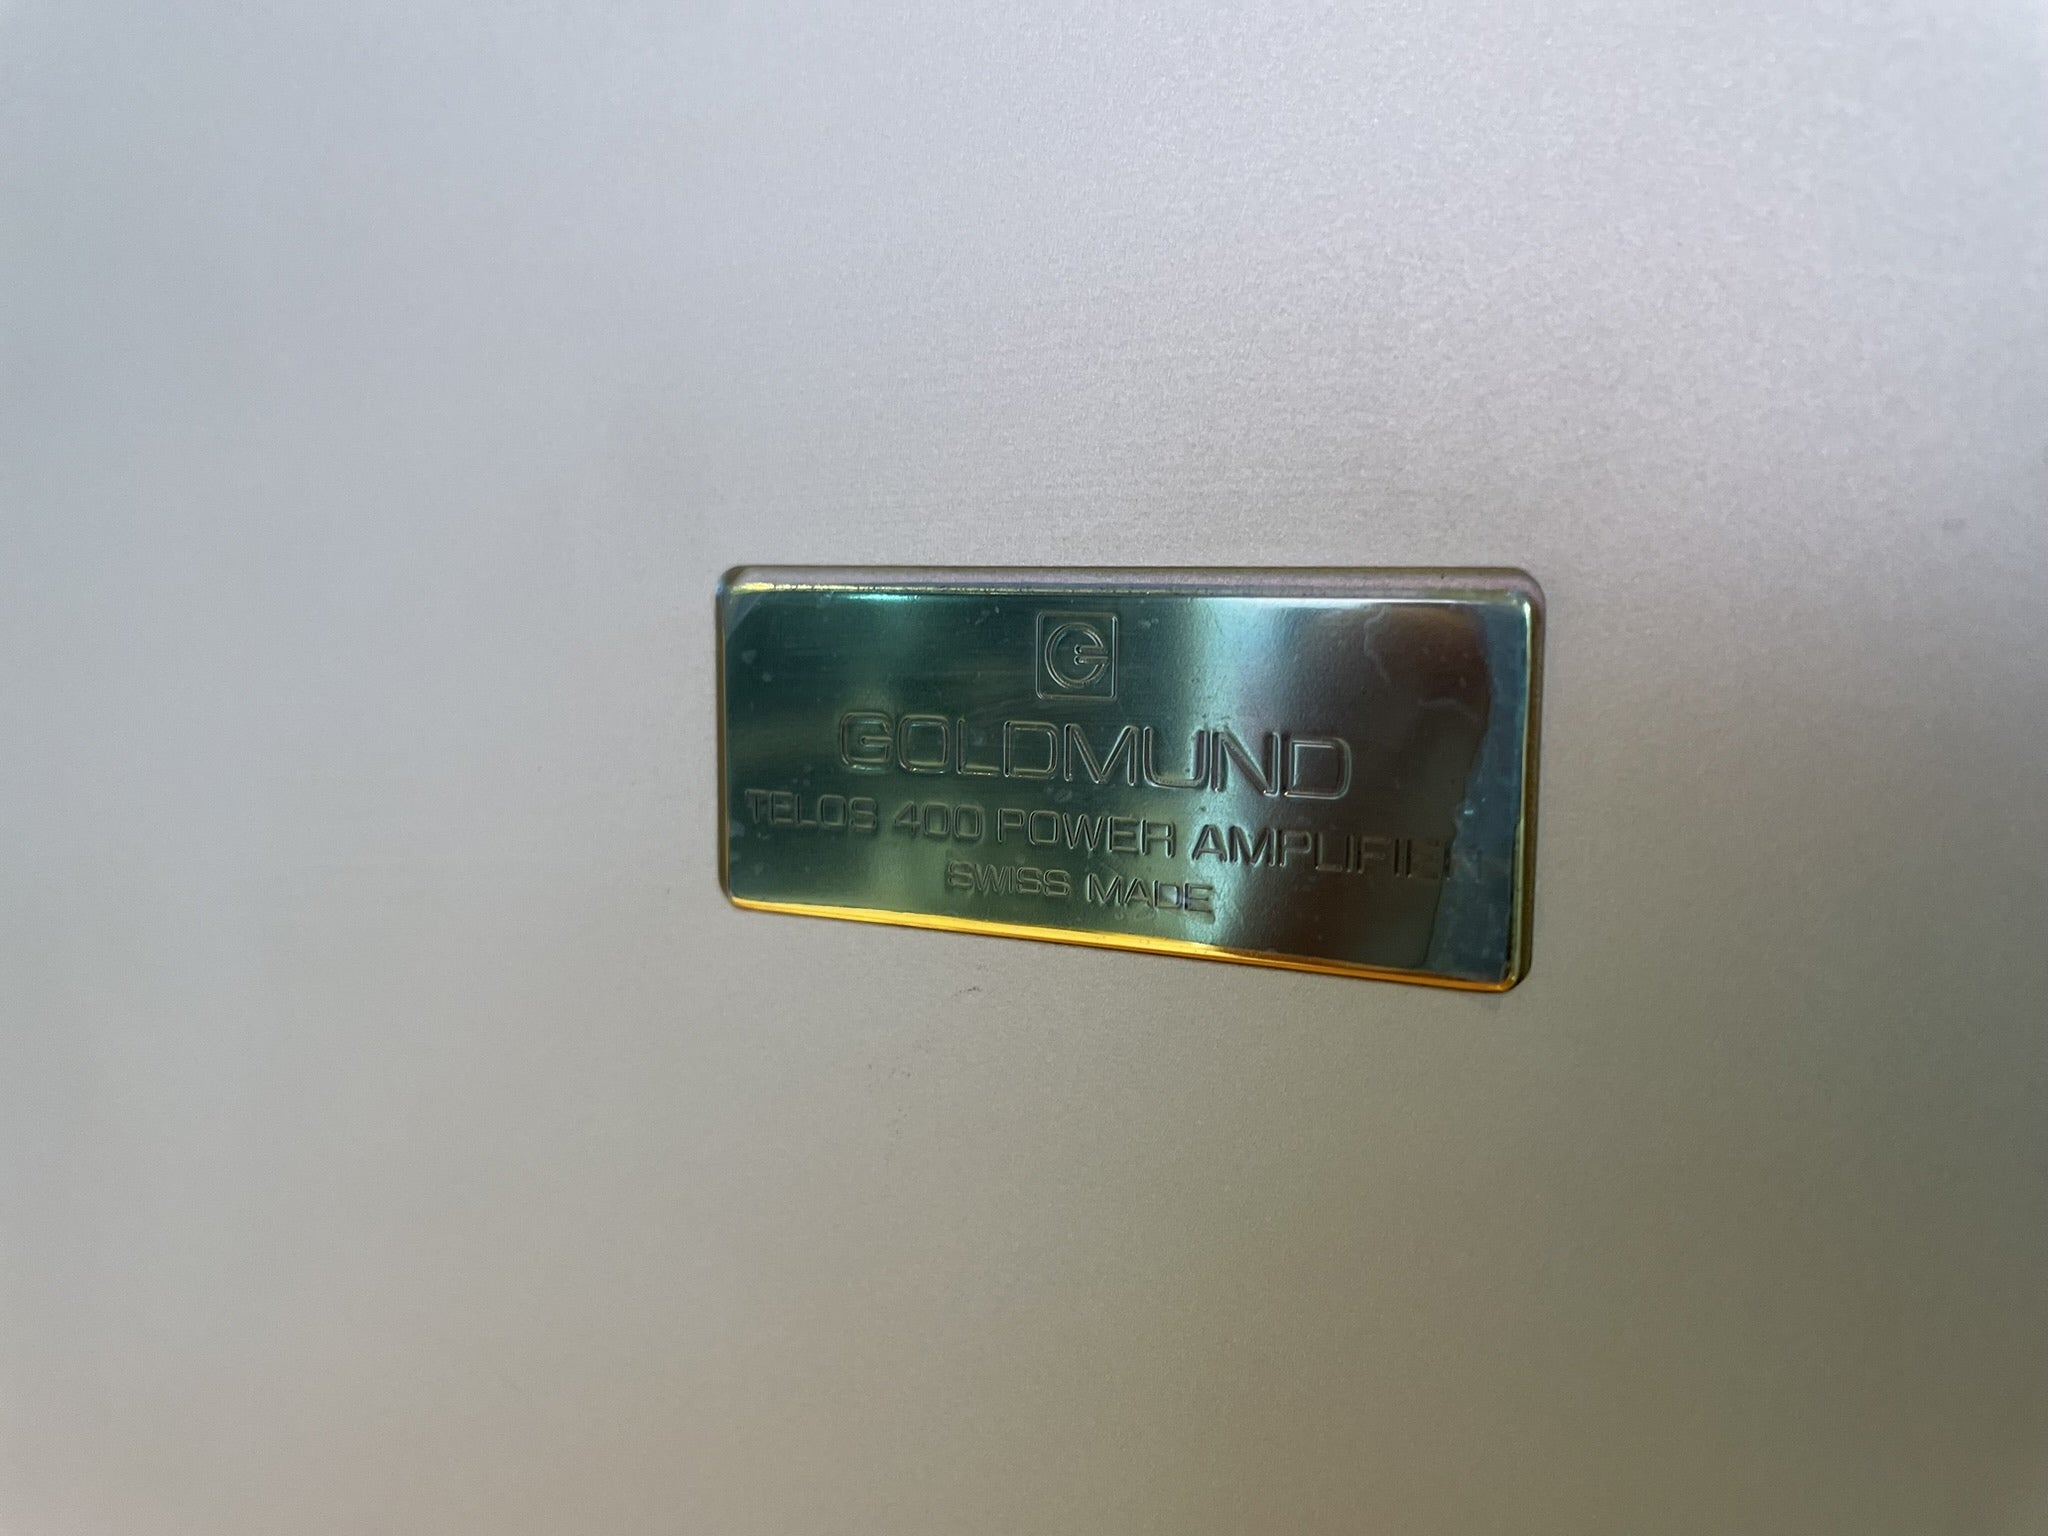 GOLDMUND
TELOS 400 POWER AMPLIFIER
SWISS MADE